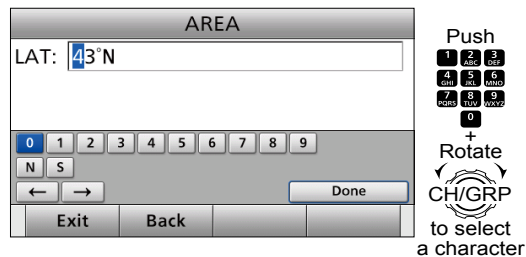 AREA
LAT: 43°N
0 1 2 3 4 5 6 7 8 9
N S
← → Done
Exit Back
Push
1 2 ABC 3 DEF
4 GHI 5 JKL 6 MNO
7 PQRS 8 TUV 9 WXYZ
0
+
Rotate
CH/GRP
to select
a character